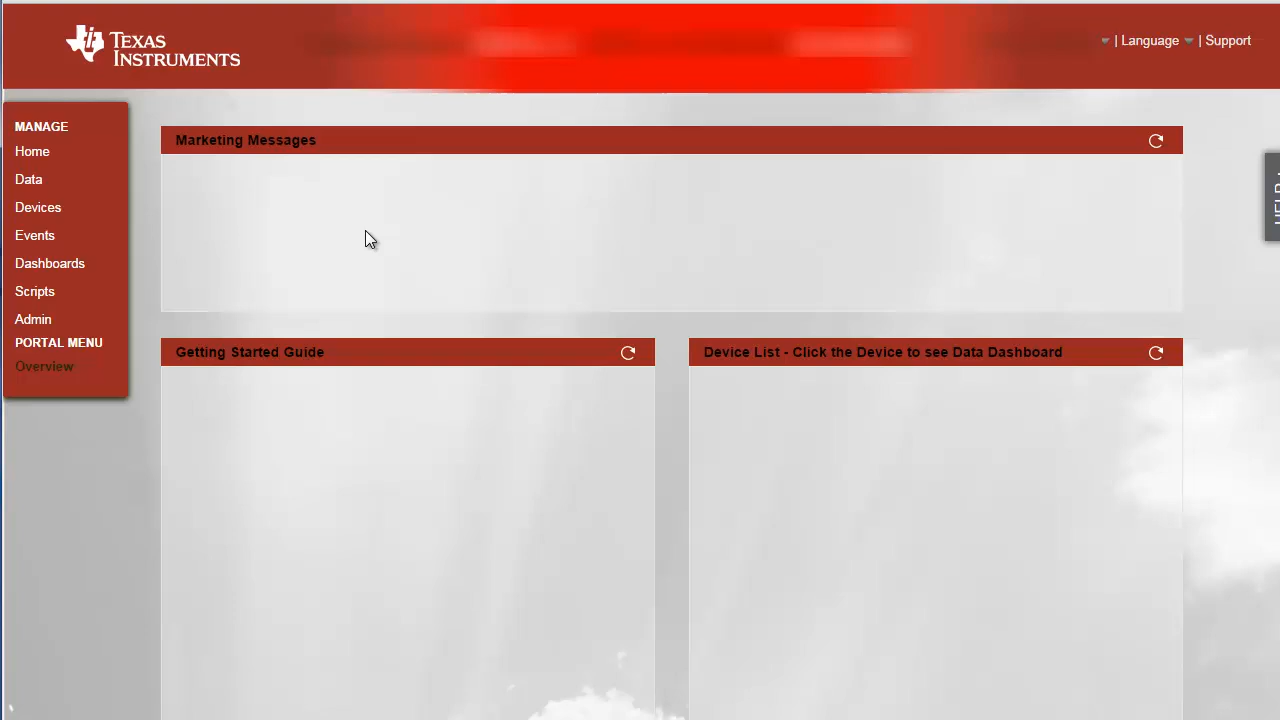 TEXAS
INSTRUMENTS
| Language | Support
MANAGE
Home
Data
Devices
Events
Dashboards
Scripts
Admin
PORTAL MENU
Overview
Marketing Messages
Getting Started Guide
Device List - Click the Device to see Data Dashboard